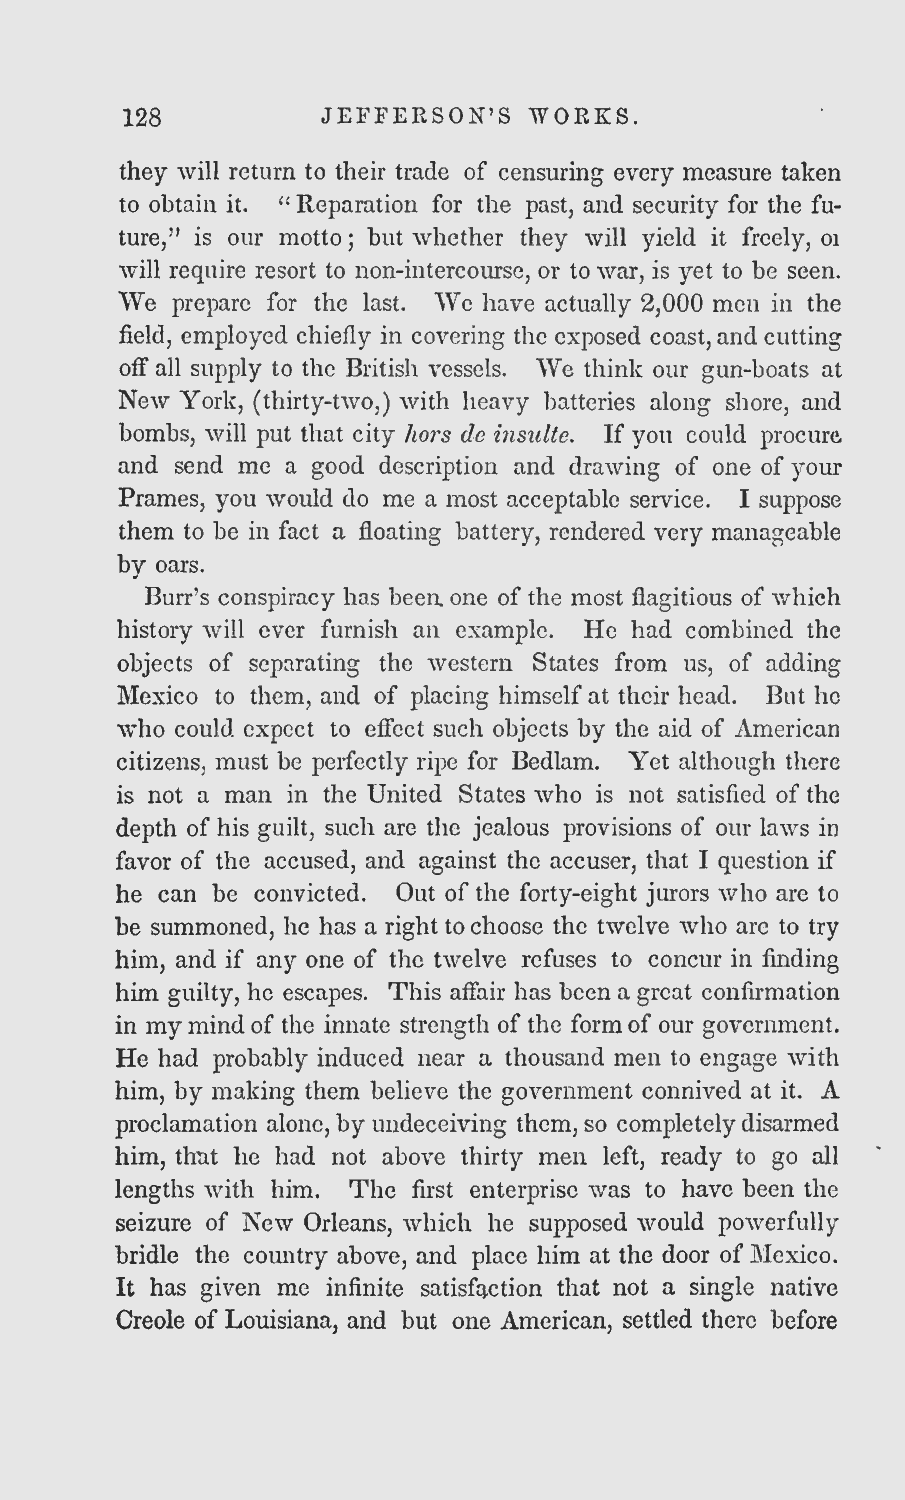 128 JEFFERSON'S WORKS.
they will return to their trade of censuring every measure taken
to obtain it. "Reparation for the past, and security for the fu-
ture," is our motto; but whether they will yield it freely, or
will require resort to non-intercourse, or to war, is yet to be seen.
We prepare for the last. We have actually 2,000 men in the
field, employed chiefly in covering the exposed coast, and cutting
off all supply to the British vessels. We think our gun-boats at
New York, (thirty-two,) with heavy batteries along shore, and
bombs, will put that city hors de insulte. If you could procure
and send me a good description and drawing of one of your
Prames, you would do me a most acceptable service. I suppose
them to be in fact a floating battery, rendered very manageable
by oars.
Burr's conspiracy has been one of the most flagitious of which
history will ever furnish an example. He had combined the
objects of separating the western States from us, of adding
Mexico to them, and of placing himself at their head. But he
who could expect to effect such objects by the aid of American
citizens, must be perfectly ripe for Bedlam. Yet although there
is not a man in the United States who is not satisfied of the
depth of his guilt, such are the jealous provisions of our laws in
favor of the accused, and against the accuser, that I question if
he can be convicted. Out of the forty-eight jurors who are to
be summoned, he has a right to choose the twelve who are to try
him, and if any one of the twelve refuses to concur in finding
him guilty, he escapes. This affair has been a great confirmation
in my mind of the innate strength of the form of our government.
He had probably induced near a thousand men to engage with
him, by making them believe the government connived at it. A
proclamation alone, by undeceiving them, so completely disarmed
him, that he had not above thirty men left, ready to go all
lengths with him. The first enterprise was to have been the
seizure of New Orleans, which he supposed would powerfully
bridle the country above, and place him at the door of Mexico.
It has given me infinite satisfaction that not a single native
Creole of Louisiana, and but one American, settled there before